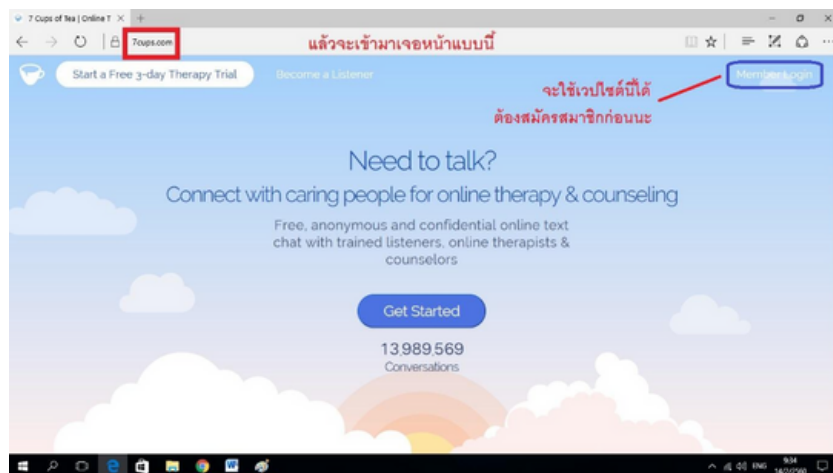 7 Cups of Tea | Online T
7cups.com
แล้วจะเข้ามาเจอหน้าแบบนี้
Start a Free 3-day Therapy Trial
Become a Listener
Member Login
จะใช้เวปไซต์นี้ได้
ต้องสมัครสมาชิกก่อนนะ
Need to talk?
Connect with caring people for online therapy & counseling
Free, anonymous and confidential online text
chat with trained listeners, online therapists &
counselors
Get Started
13,989,569
Conversations
ENG
9:34
14/2/2560